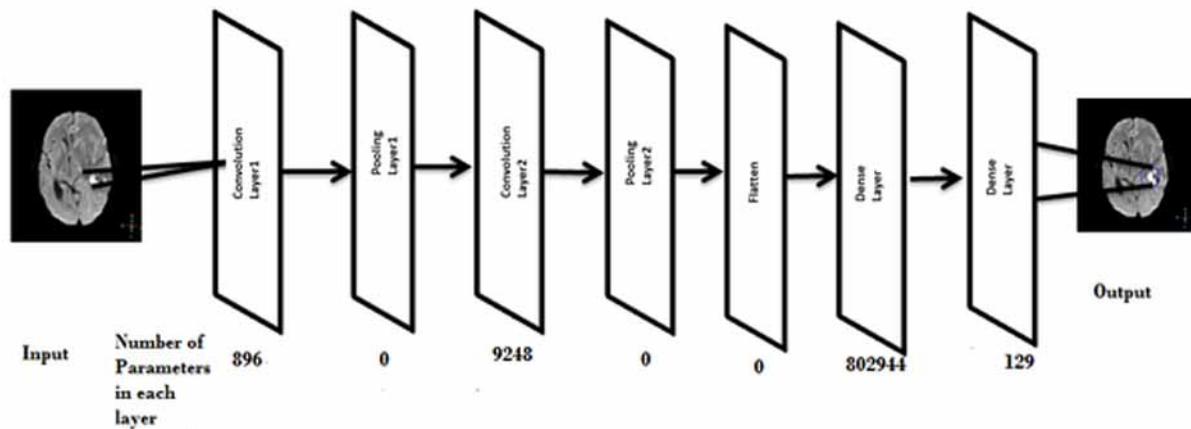 Convolution
Layer1
Pooling
Layer1
Convolution
Layer2
Pooling
Layer2
Flatten
Dense
Layer
Dense
Layer
Output
Input
Number of
Parameters
in each
layer
896
0
9248
0
0
802944
129